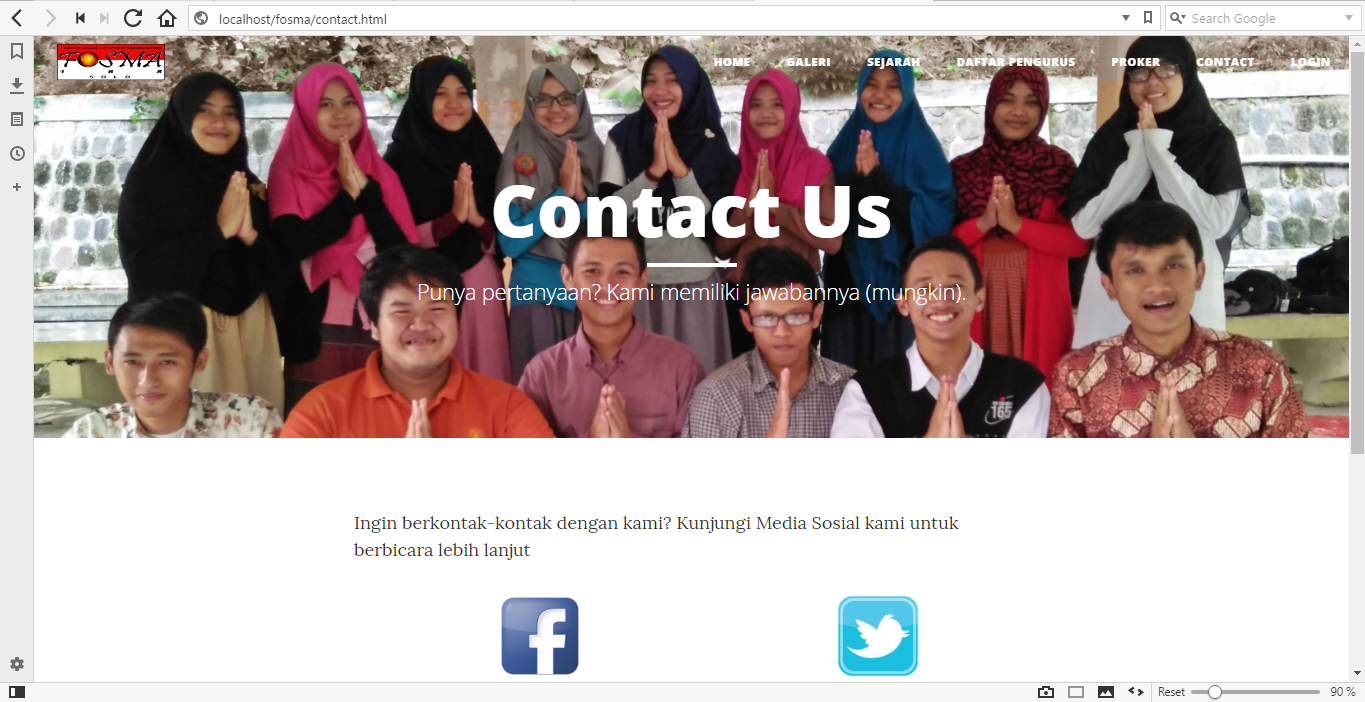 localhost/fosma/contact.html
Search Google
FOSMA
SOLO
HOME GALERI SEJARAH DAFTAR PENGURUS PROKER CONTACT LOGIN
Contact Us
Punya pertanyaan? Kami memiliki jawabannya (mungkin).
165
Ingin berkontak-kontak dengan kami? Kunjungi Media Sosial kami untuk
berbicara lebih lanjut
f
Reset 90 %